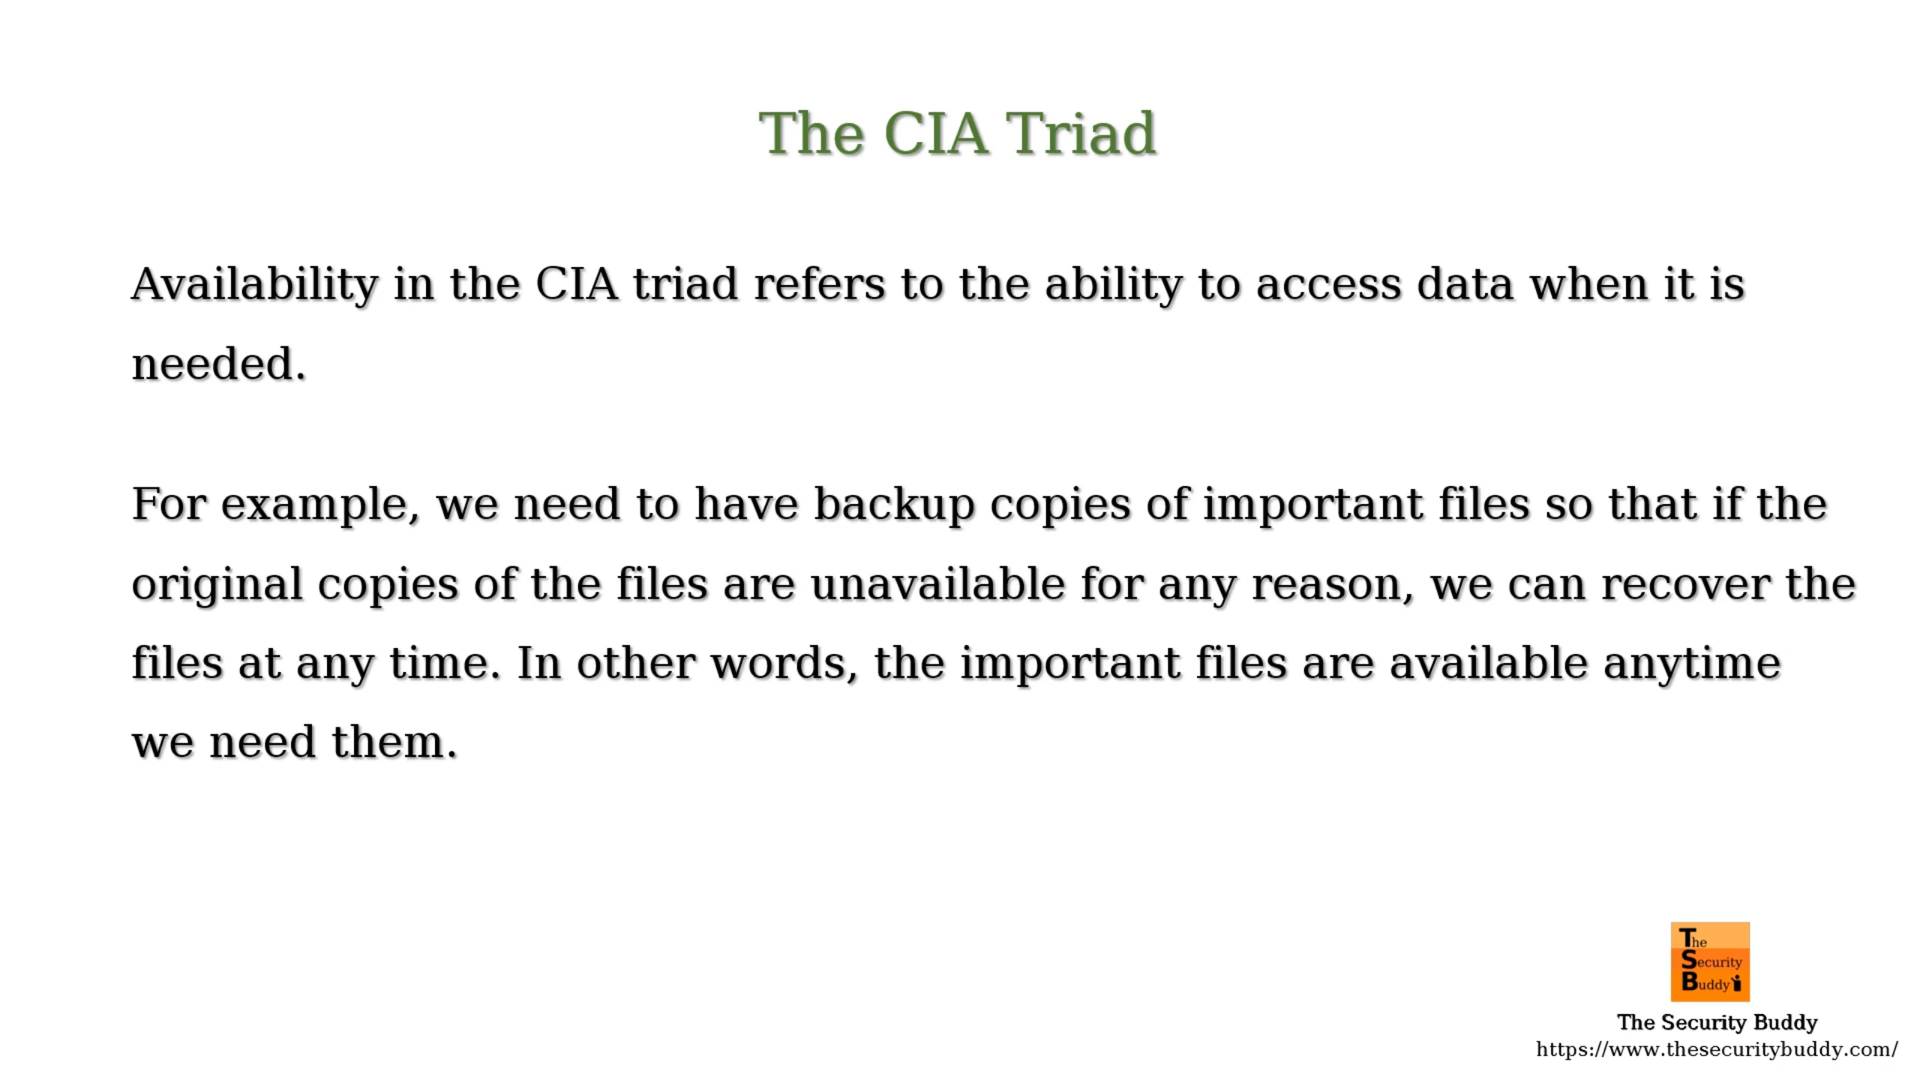 The CIA Triad
Availability in the CIA triad refers to the ability to access data when it is
needed.
For example, we need to have backup copies of important files so that if the
original copies of the files are unavailable for any reason, we can recover the
files at any time. In other words, the important files are available anytime
we need them.
The
Security
Buddy
The Security Buddy
https://www.thesecuritybuddy.com/